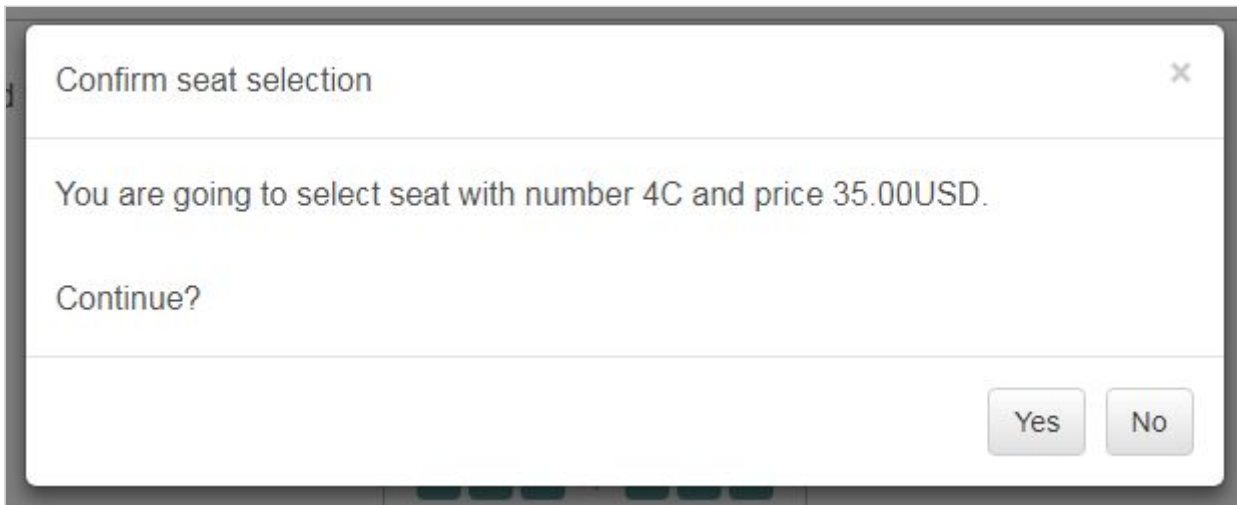 Confirm seat selection ×
You are going to select seat with number 4C and price 35.00USD.
Continue?
Yes No